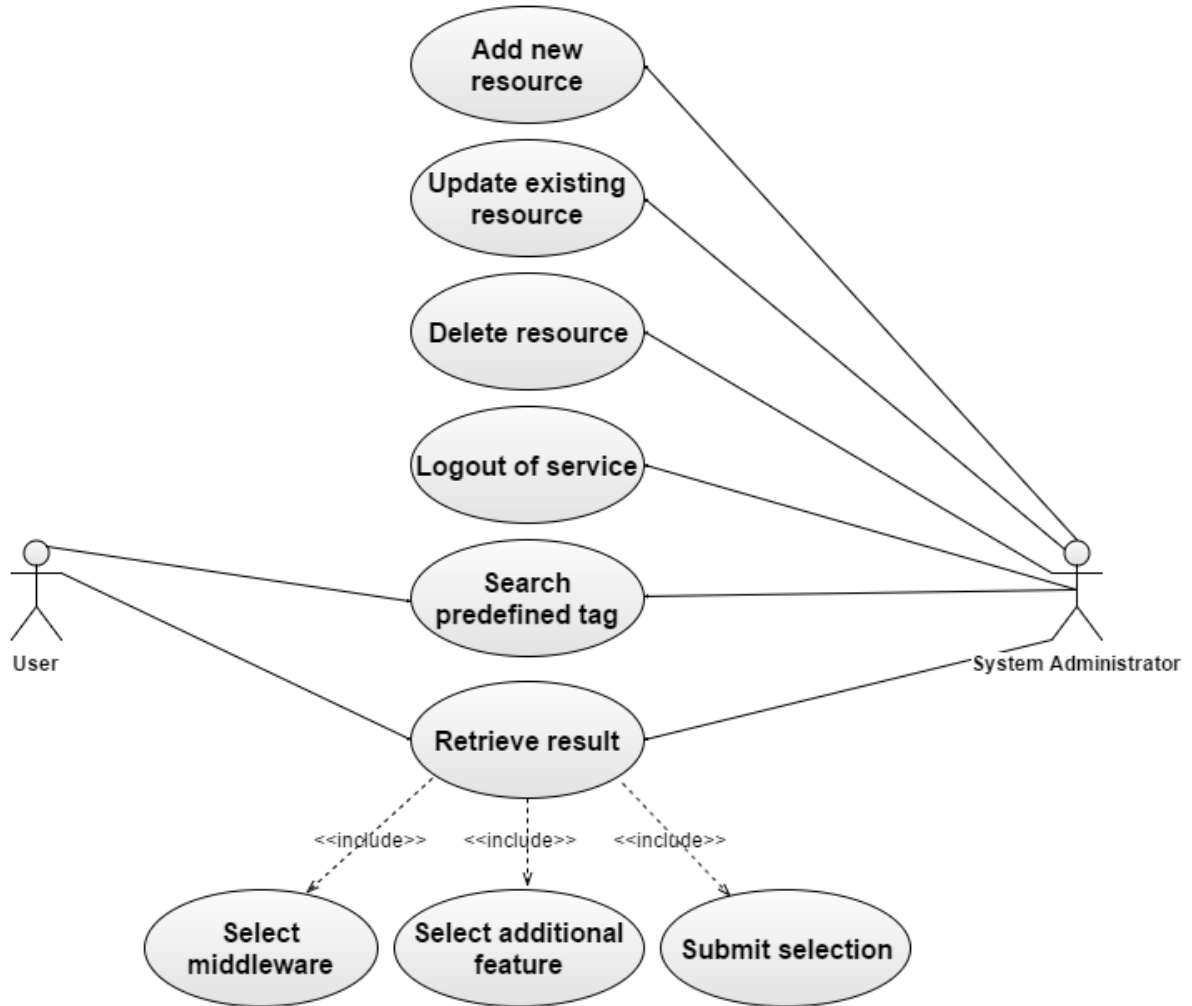 Add new
resource
Update existing
resource
Delete resource
Logout of service
Search
predefined tag
User
System Administrator
Retrieve result
<<include>>
<<include>>
<<include>>
Select
middleware
Select additional
feature
Submit selection